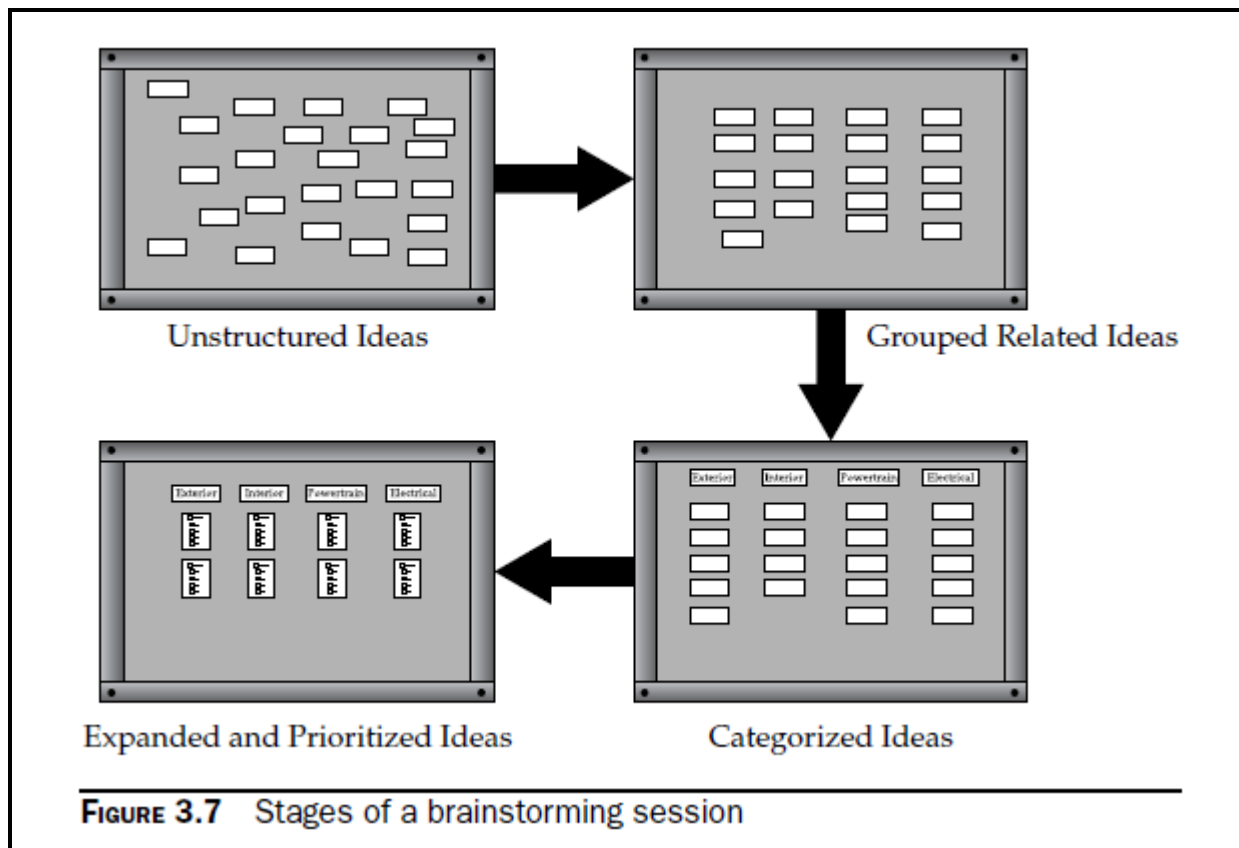 Unstructured Ideas
Grouped Related Ideas
Exterior Interior Powertrain Electrical
Expanded and Prioritized Ideas
Exterior Interior Powertrain Electrical
Categorized Ideas
FIGURE 3.7 Stages of a brainstorming session